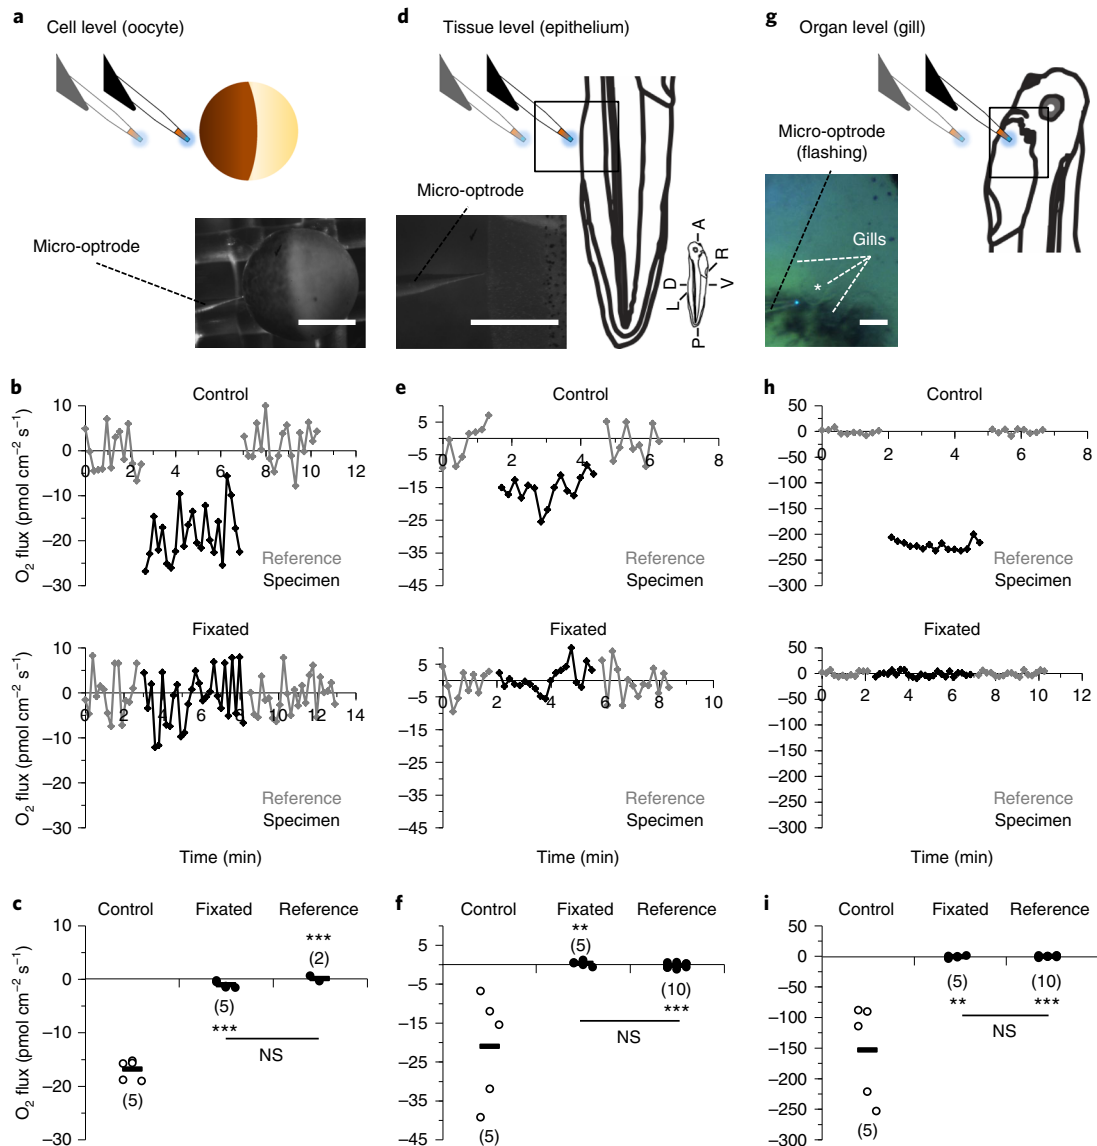 a
Cell level (oocyte)
Micro-optrode
d
Tissue level (epithelium)
Micro-optrode
A
R
D
V
L
P
g
Organ level (gill)
Micro-optrode
(flashing)
Gills
*
b
Control
O2 flux (pmol cm−2 s−1)
10
0
−10
−20
−30
0 2 4 6 8 10 12
Reference
Specimen
Fixated
O2 flux (pmol cm−2 s−1)
10
0
−10
−20
−30
0 2 4 6 8 10 12 14
Reference
Specimen
Time (min)
e
Control
5
−5
−15
−25
−35
−45
2 4 6 8
Reference
Specimen
Fixated
5
−5
−15
−25
−35
−45
0 2 4 6 8 10
Reference
Specimen
Time (min)
h
Control
50
0
−50
−100
−150
−200
−250
−300
0 2 4 6 8
Reference
Specimen
Fixated
50
0
−50
−100
−150
−200
−250
−300
0 2 4 6 8 10 12
Reference
Specimen
Time (min)
c
Control Fixated Reference
O2 flux (pmol cm−2 s−1)
10
0
−10
−20
−30
***
(2)
(5)
***
NS
(5)
f
Control Fixated Reference
5
−5
−15
−25
−35
−45
**
(5)
(10)
***
NS
(5)
i
Control Fixated Reference
50
0
−50
−100
−150
−200
−250
−300
(5) (10)
** ***
NS
(5)